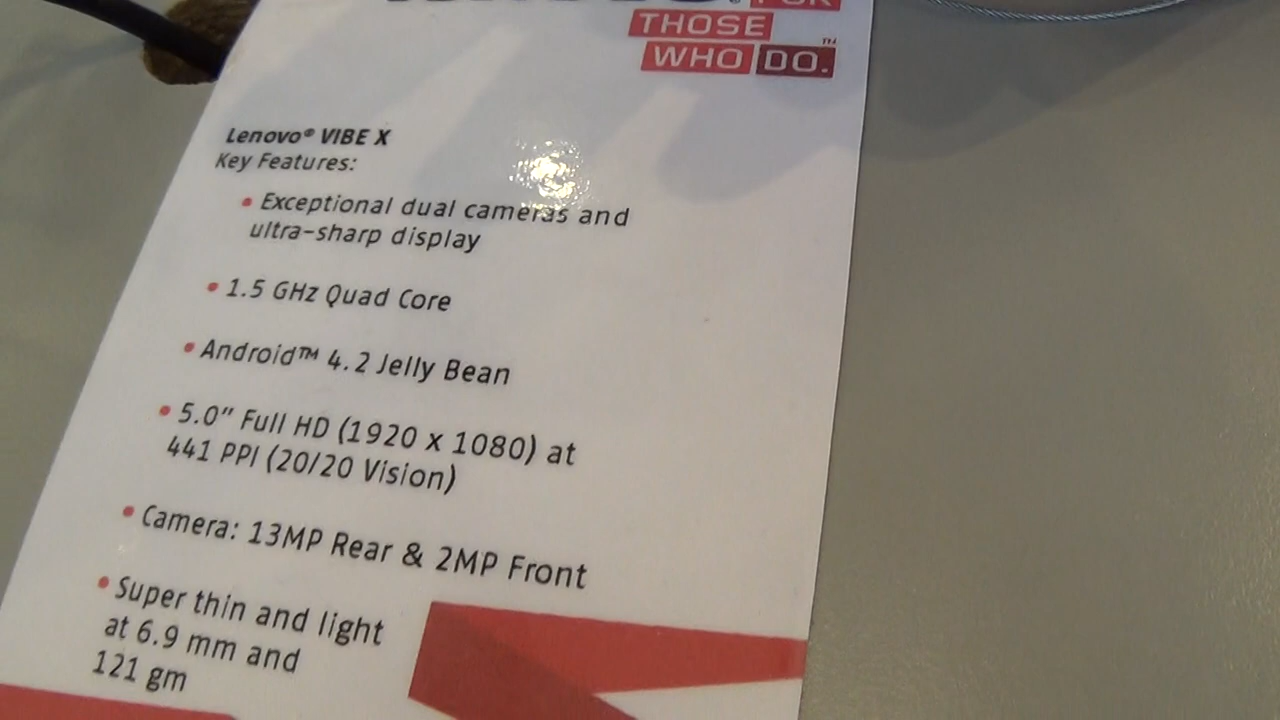 FOR
THOSE
WHO DO.™
Lenovo® VIBE X
Key Features:
• Exceptional dual cameras and
ultra-sharp display
• 1.5 GHz Quad Core
• Android™ 4.2 Jelly Bean
• 5.0" Full HD (1920 x 1080) at
441 PPI (20/20 Vision)
• Camera: 13MP Rear & 2MP Front
• Super thin and light
at 6.9 mm and
121 gm